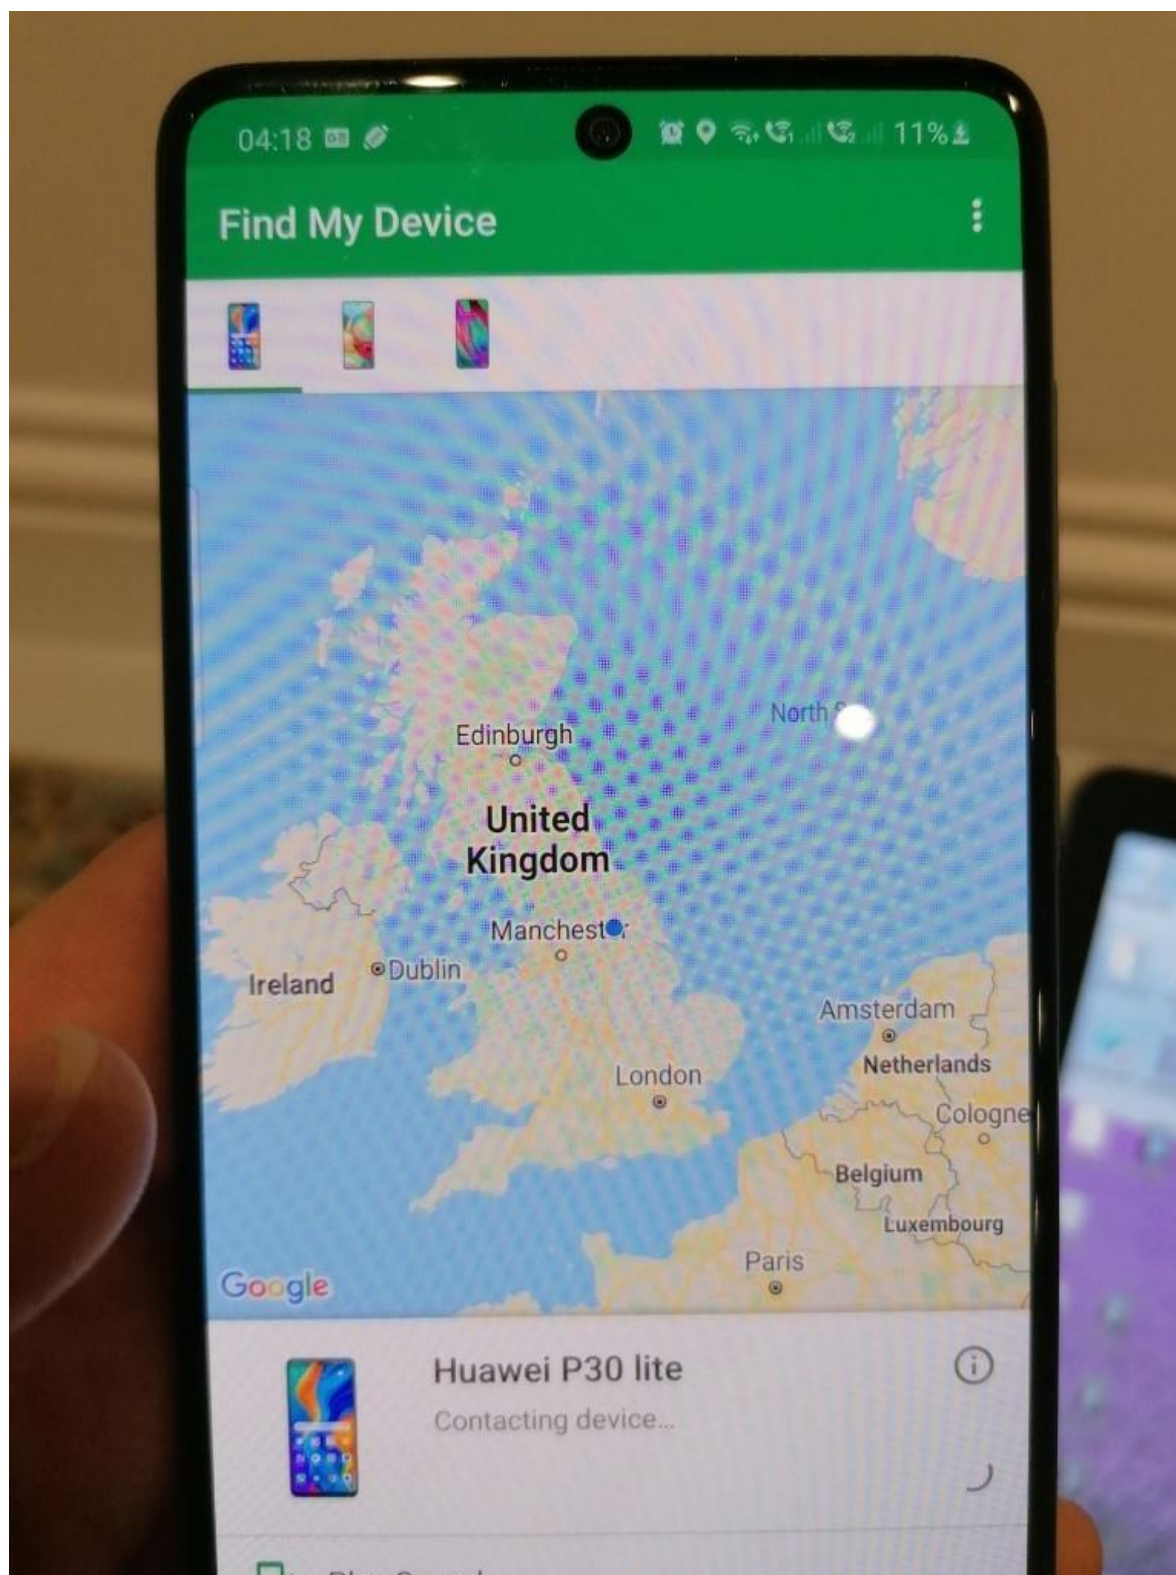 04:18
11%
Find My Device
North
Edinburgh
United
Kingdom
Manchester
Dublin
Ireland
Amsterdam
Netherlands
London
Cologne
Belgium
Luxembourg
Paris
Google
Huawei P30 lite
Contacting device...